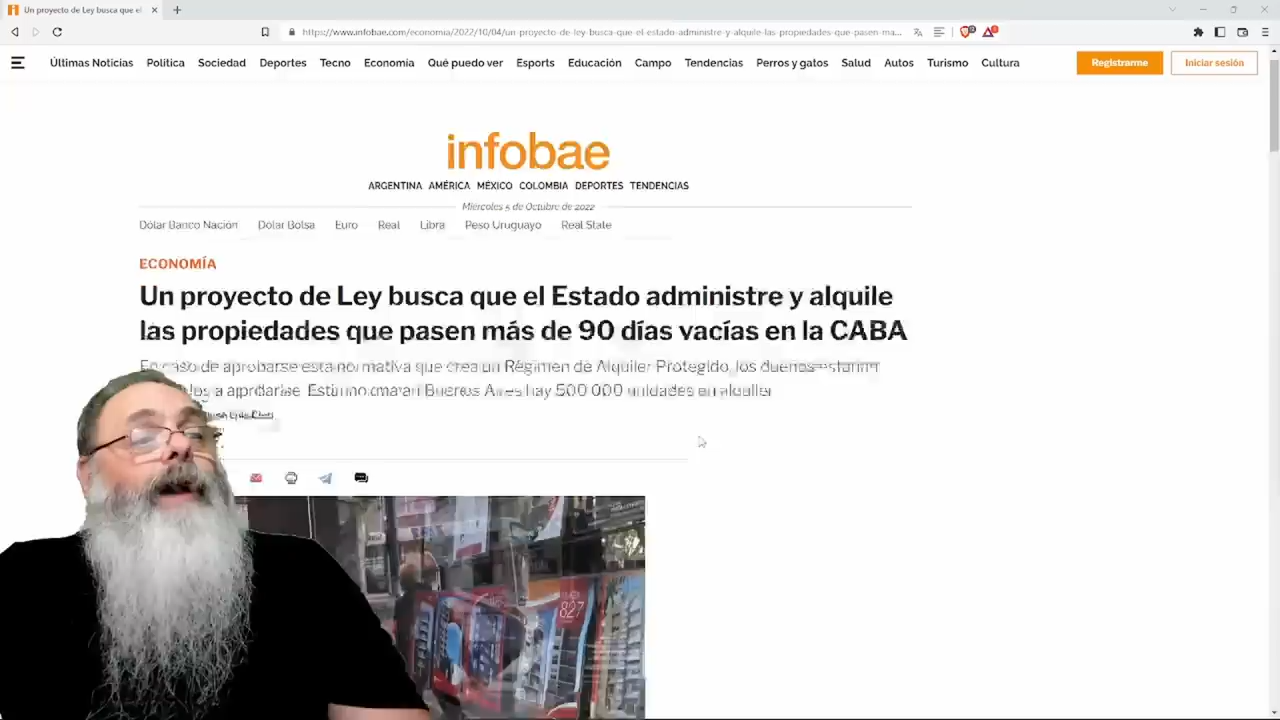 Un proyecto de Ley busca que el
https://www.infobae.com/economia/2022/10/04/un-proyecto-de-ley-busca-que-el-estado-administre-y-alquile-las-propiedades-que-pasen-ma...
Últimas Noticias Política Sociedad Deportes Tecno Economia Qué puedo ver Esports Educación Campo Tendencias Perros y gatos Salud Autos Turismo Cultura Registrarme Iniciar sesión
infobae
ARGENTINA AMÉRICA MÉXICO COLOMBIA DEPORTES TENDENCIAS
Miércoles 5 de Octubre de 2022
Dólar Banco Nación Dólar Bolsa Euro Real Libra Peso Uruguayo Real State
ECONOMÍA
Un proyecto de Ley busca que el Estado administre y alquile
las propiedades que pasen más de 90 días vacías en la CABA
En caso de aprobarse esta normativa que crea un Régimen de Alquiler Protegido, los dueños estarían
a Buenos Aires hay 500.000 unidades en alquiler
827